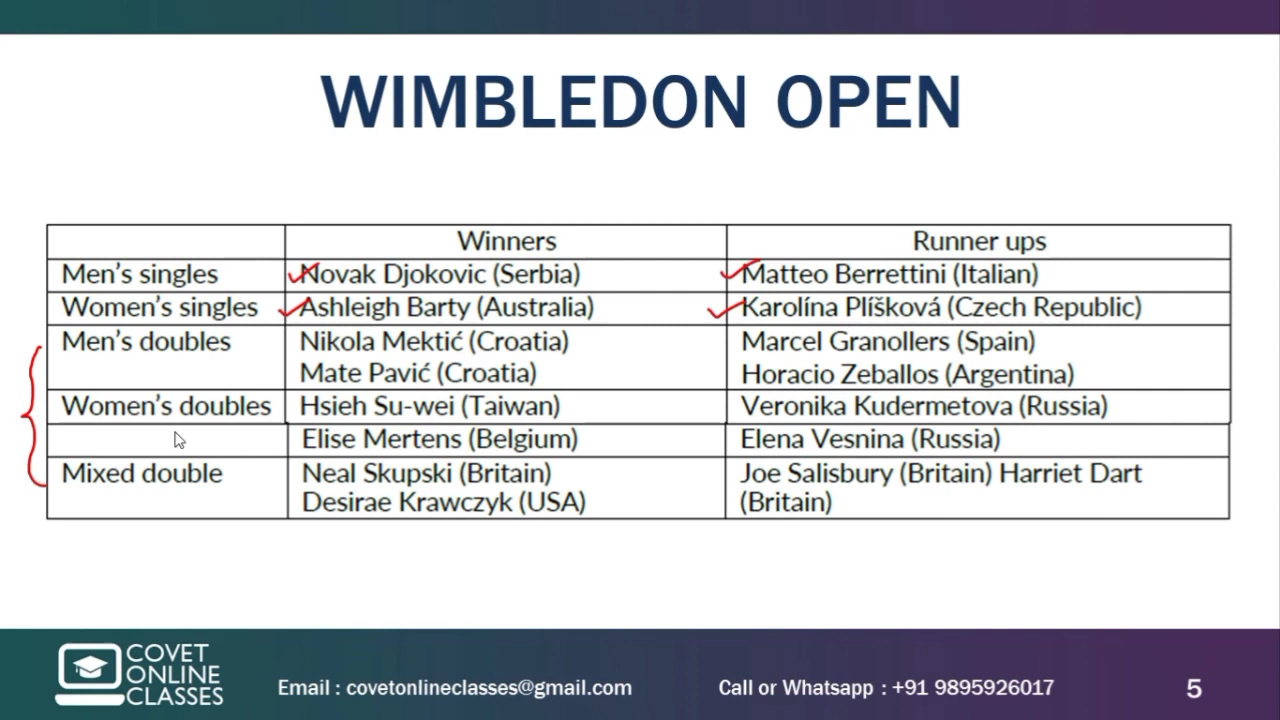 WIMBLEDON OPEN
Winners Runner ups
Men’s singles Novak Djokovic (Serbia) Matteo Berrettini (Italian)
Women’s singles Ashleigh Barty (Australia) Karolína Plíšková (Czech Republic)
Men’s doubles Nikola Mektić (Croatia) Marcel Granollers (Spain)
Mate Pavić (Croatia) Horacio Zeballos (Argentina)
Women’s doubles Hsieh Su-wei (Taiwan) Veronika Kudermetova (Russia)
Elise Mertens (Belgium) Elena Vesnina (Russia)
Mixed double Neal Skupski (Britain) Joe Salisbury (Britain) Harriet Dart
Desirae Krawczyk (USA) (Britain)
COVET
ONLINE
CLASSES
Email : covetonlineclasses@gmail.com Call or Whatsapp : +91 9895926017 5